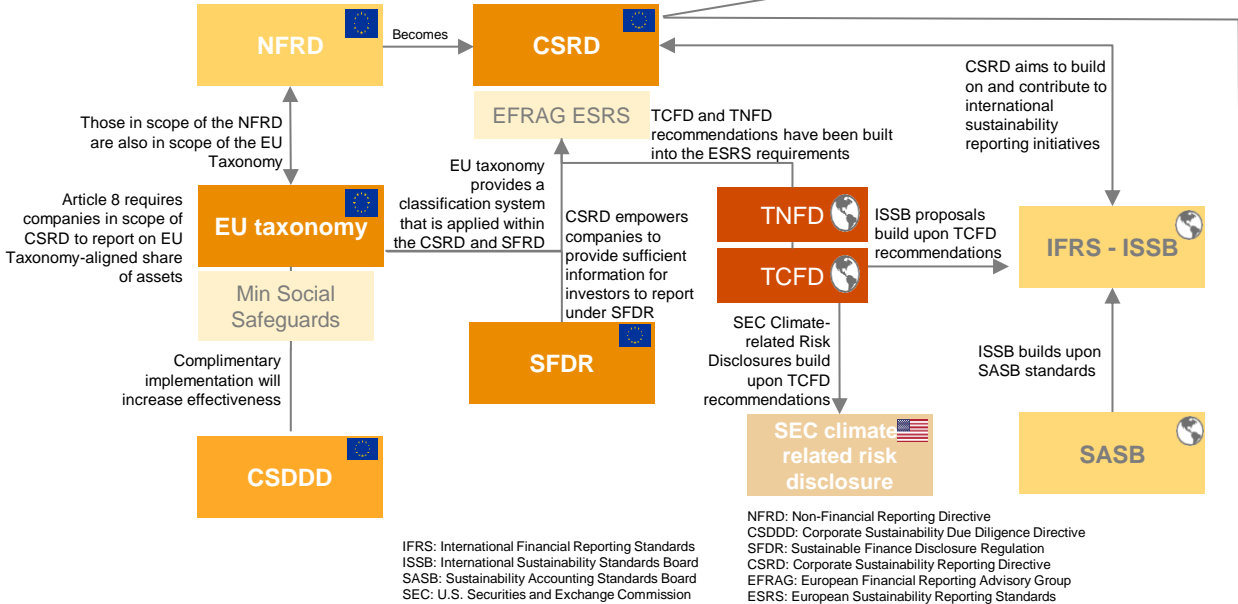 NFRD
Becomes
CSRD
CSRD aims to build
on and contribute to
international
sustainability
reporting initiatives
EFRAG ESRS
TCFD and TNFD
recommendations have been built
into the ESRS requirements
Those in scope of the NFRD
are also in scope of the EU
Taxonomy
EU taxonomy
provides a
classification system
that is applied within
the CSRD and SFRD
Article 8 requires
companies in scope of
CSRD to report on EU
Taxonomy-aligned share
of assets
EU taxonomy
CSRD empowers
companies to
provide sufficient
information for
investors to report
under SFDR
TNFD
TCFD
ISSB proposals
build upon TCFD
recommendations
IFRS - ISSB
Min Social
Safeguards
SFDR
SEC Climate-
related Risk
Disclosures build
upon TCFD
recommendations
ISSB builds upon
SASB standards
Complimentary
implementation will
increase effectiveness
CSDDD
SEC climate
related risk
disclosure
SASB
IFRS: International Financial Reporting Standards
ISSB: International Sustainability Standards Board
SASB: Sustainability Accounting Standards Board
SEC: U.S. Securities and Exchange Commission
NFRD: Non-Financial Reporting Directive
CSDDD: Corporate Sustainability Due Diligence Directive
SFDR: Sustainable Finance Disclosure Regulation
CSRD: Corporate Sustainability Reporting Directive
EFRAG: European Financial Reporting Advisory Group
ESRS: European Sustainability Reporting Standards